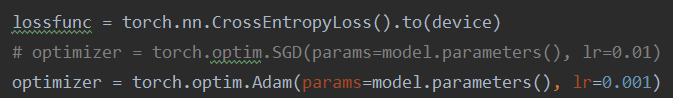 lossfunc = torch.nn.CrossEntropyLoss().to(device)
# optimizer = torch.optim.SGD(params=model.parameters(), lr=0.01)
optimizer = torch.optim.Adam(params=model.parameters(), lr=0.001)